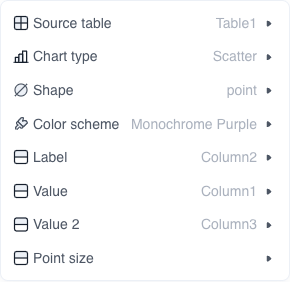 Source table Table1
Chart type Scatter
Shape point
Color scheme Monochrome Purple
Label Column2
Value Column1
Value 2 Column3
Point size